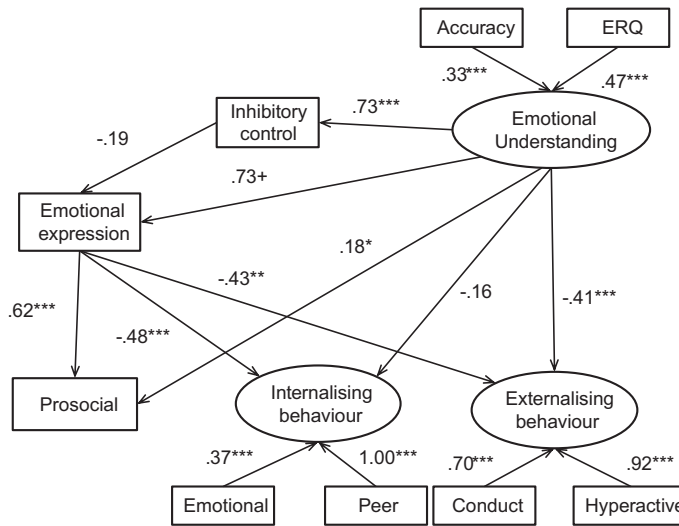 Accuracy
ERQ
.33***
.47***
Inhibitory
control
.73***
Emotional
Understanding
-.19
.73+
Emotional
expression
.18*
-.43**
-.16
-.41***
.62***
-.48***
Prosocial
Internalising
behaviour
Externalising
behaviour
.37***
1.00***
.70***
.92***
Emotional
Peer
Conduct
Hyperactive